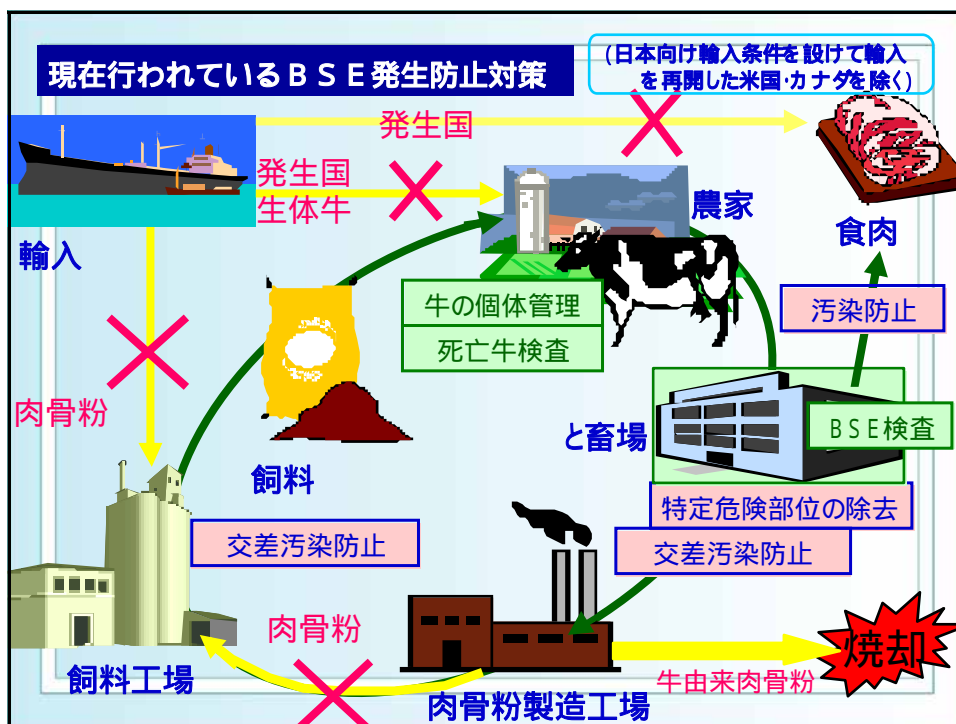 現在行われているBSE発生防止対策
(日本向け輸入条件を設けて輸入
を再開した米国・カナダを除く)
発生国
発生国
生体牛
農家
食肉
輸入
牛の個体管理
死亡牛検査
汚染防止
肉骨粉
BSE検査
と畜場
飼料
特定危険部位の除去
交差汚染防止
交差汚染防止
肉骨粉
焼却
飼料工場
牛由来肉骨粉
肉骨粉製造工場